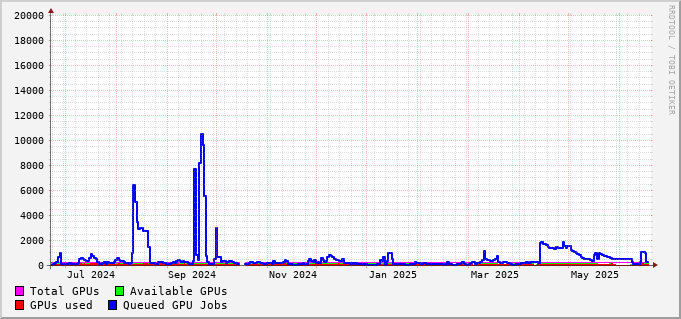 20000
18000
16000
14000
12000
10000
8000
6000
4000
2000
0
Jul 2024 Sep 2024 Nov 2024 Jan 2025 Mar 2025 May 2025
Total GPUs Available GPUs
GPUs used Queued GPU Jobs
RRDTOOL / TOBI OETIKER